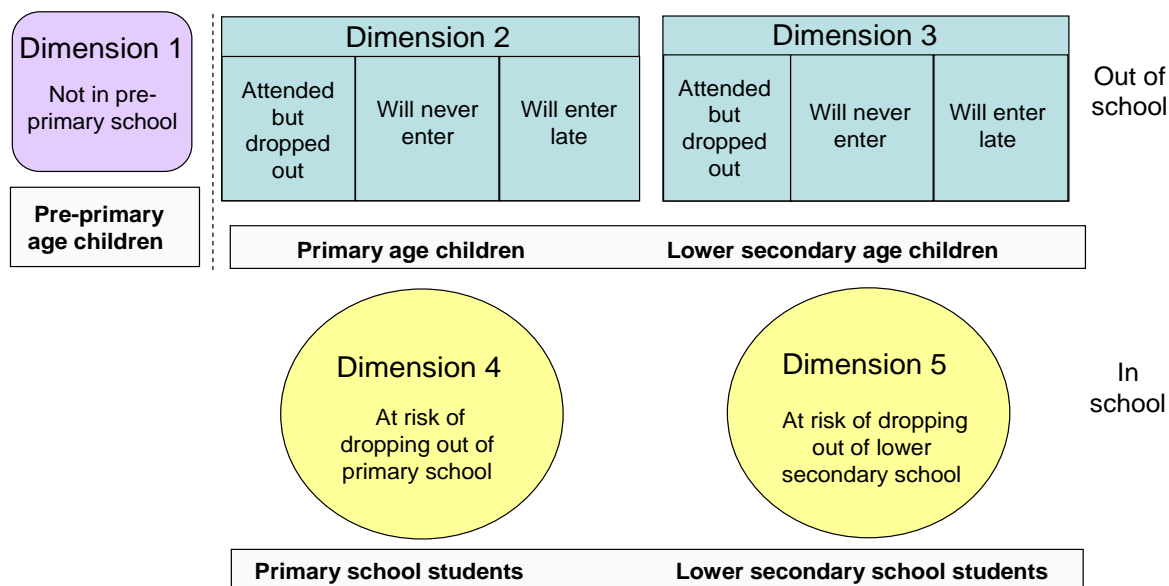 Dimension 1
Not in pre-
primary school
Pre-primary
age children
Dimension 2
Attended
but
dropped
out
Will never
enter
Will enter
late
Dimension 3
Attended
but
dropped
out
Will never
enter
Will enter
late
Out of
school
Primary age children
Lower secondary age children
Dimension 4
At risk of
dropping out of
primary school
Dimension 5
At risk of dropping
out of lower
secondary school
In
school
Primary school students
Lower secondary school students